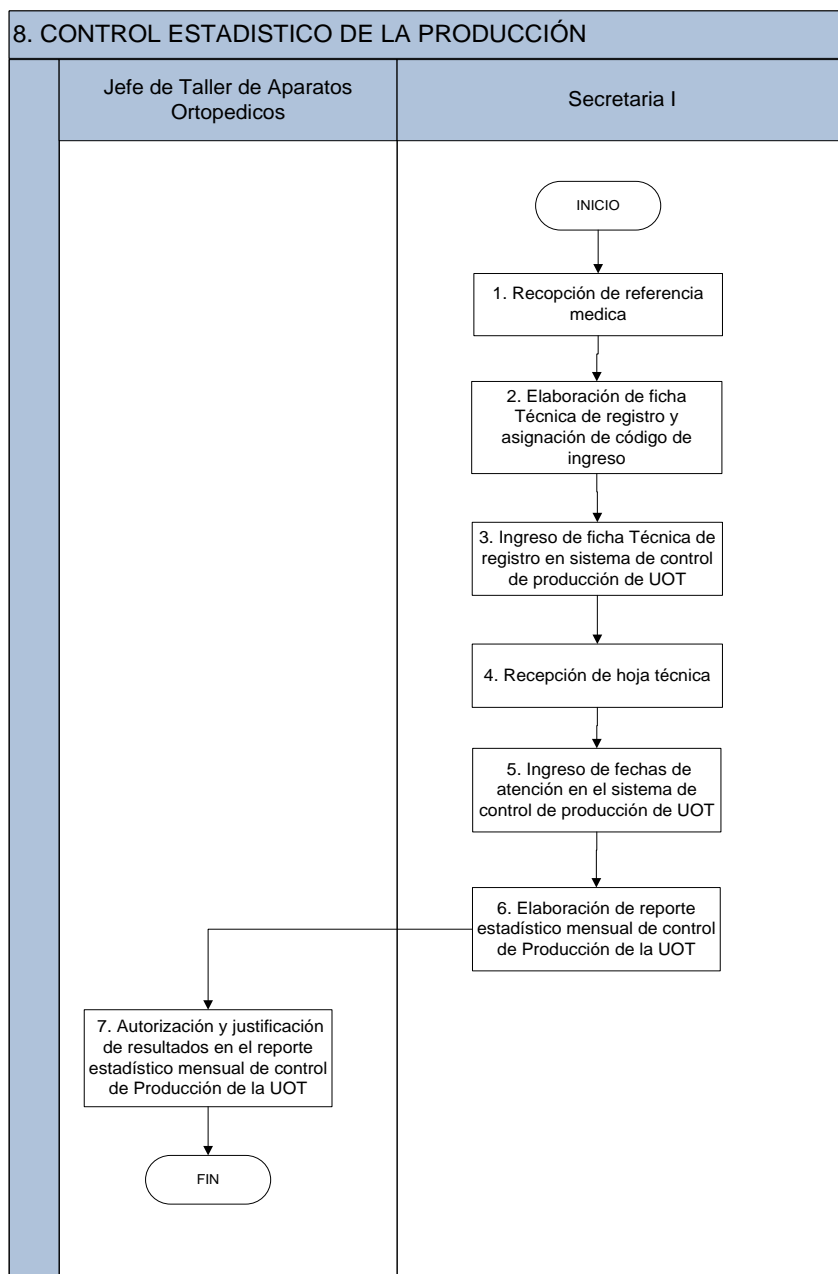 8. CONTROL ESTADISTICO DE LA PRODUCCIÓN
Jefe de Taller de Aparatos
Ortopedicos
Secretaria I
INICIO
1. Recopción de referencia
medica
2. Elaboración de ficha
Técnica de registro y
asignación de código de
ingreso
3. Ingreso de ficha Técnica de
registro en sistema de control
de producción de UOT
4. Recepción de hoja técnica
5. Ingreso de fechas de
atención en el sistema de
control de producción de UOT
6. Elaboración de reporte
estadístico mensual de control
de Producción de la UOT
7. Autorización y justificación
de resultados en el reporte
estadístico mensual de control
de Producción de la UOT
FIN